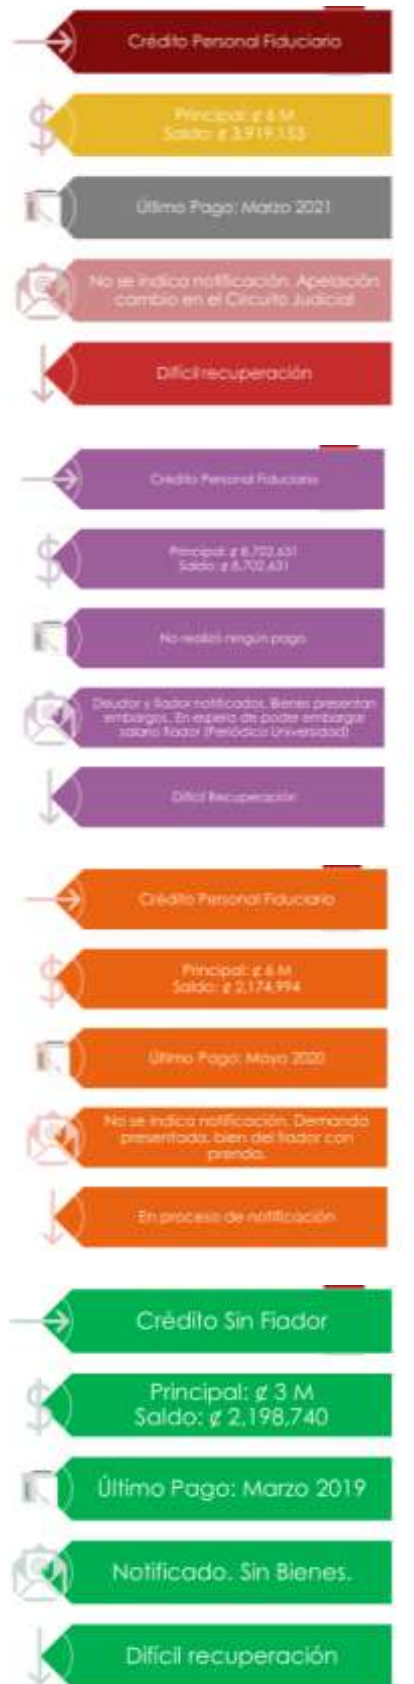 Crédito Personal Fiduciario
Principal: ₡ 6 M
Saldo: ₡ 3,919,153
Último Pago: Marzo 2021
No se indica notificación. Apelación
cambio en el Circuito Judicial
Difícil recuperación
Crédito Personal Fiduciario
Principal: ₡ 8,702,631
Saldo: ₡ 8,702,631
No realizó ningún pago
Deudor y fiador notificados. Bienes presentan
embargos. En espera de poder embargar
salario fiador (Periódico Universidad)
Difícil Recuperación
Crédito Personal Fiduciario
Principal: ₡ 6 M
Saldo: ₡ 2,174,994
Último Pago: Mayo 2020
No se indica notificación. Demanda
presentada, bien del fiador con
prenda.
En proceso de notificación
Crédito Sin Fiador
Principal: ₡ 3 M
Saldo: ₡ 2,198,740
Último Pago: Marzo 2019
Notificado. Sin Bienes.
Difícil recuperación